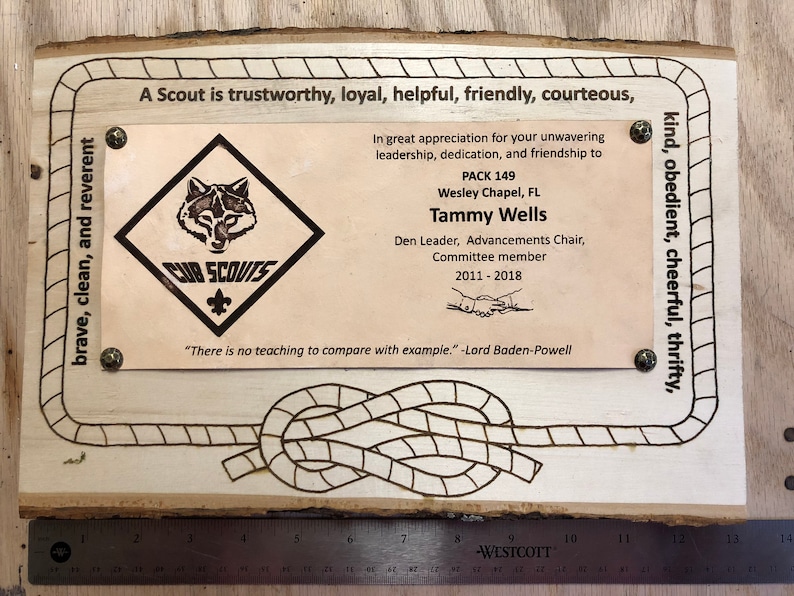 A Scout is trustworthy, loyal, helpful, friendly, courteous,
kind, obedient, cheerful, thrifty,
brave, clean, and reverent
In great appreciation for your unwavering
leadership, dedication, and friendship to
PACK 149
Wesley Chapel, FL
Tammy Wells
Den Leader, Advancements Chair,
Committee member
2011 - 2018
CUB SCOUTS
“There is no teaching to compare with example.” -Lord Baden-Powell
1 2 3 4 5 6 7 8 9 10 11 12 13 14
WESTCOTT